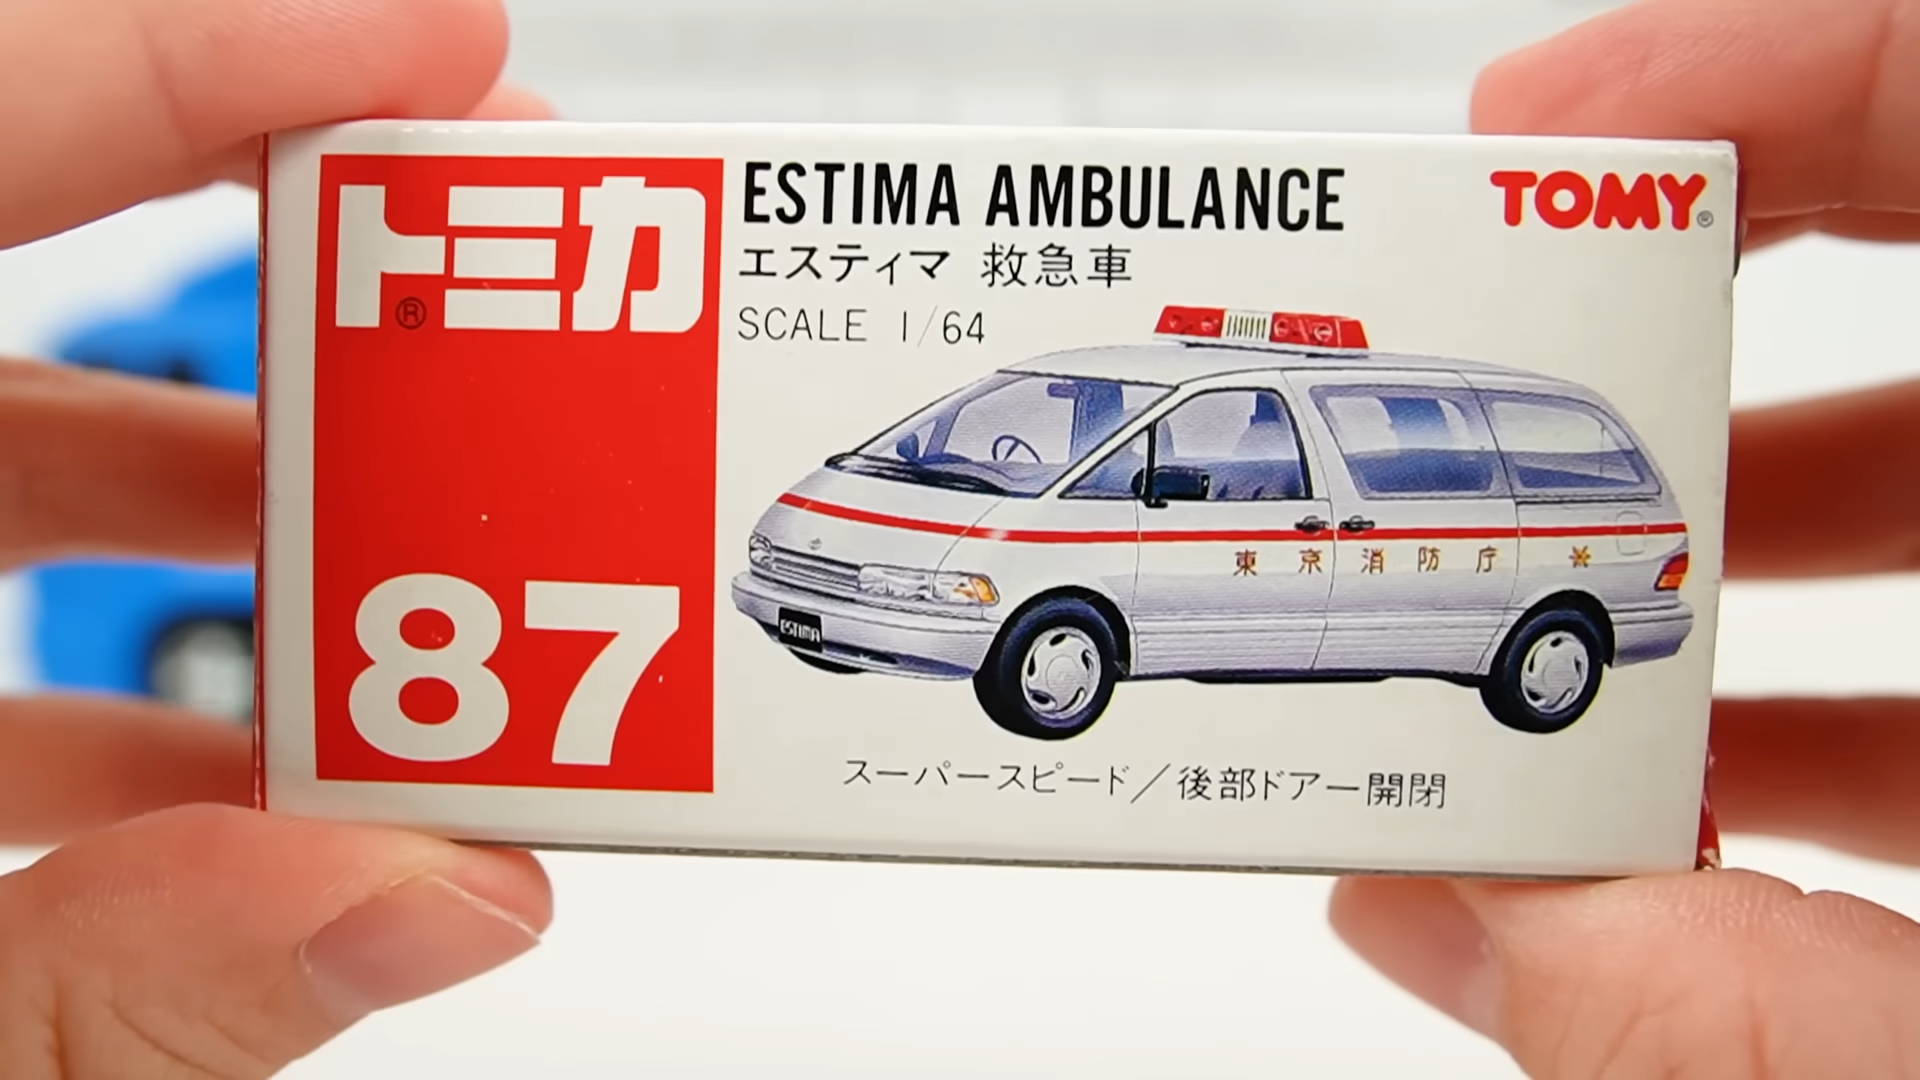 トミカ
®
87
ESTIMA AMBULANCE
エスティマ 救急車
SCALE 1/64
TOMY®
東京消防庁
ESTIMA
スーパースピード／後部ドアー開閉